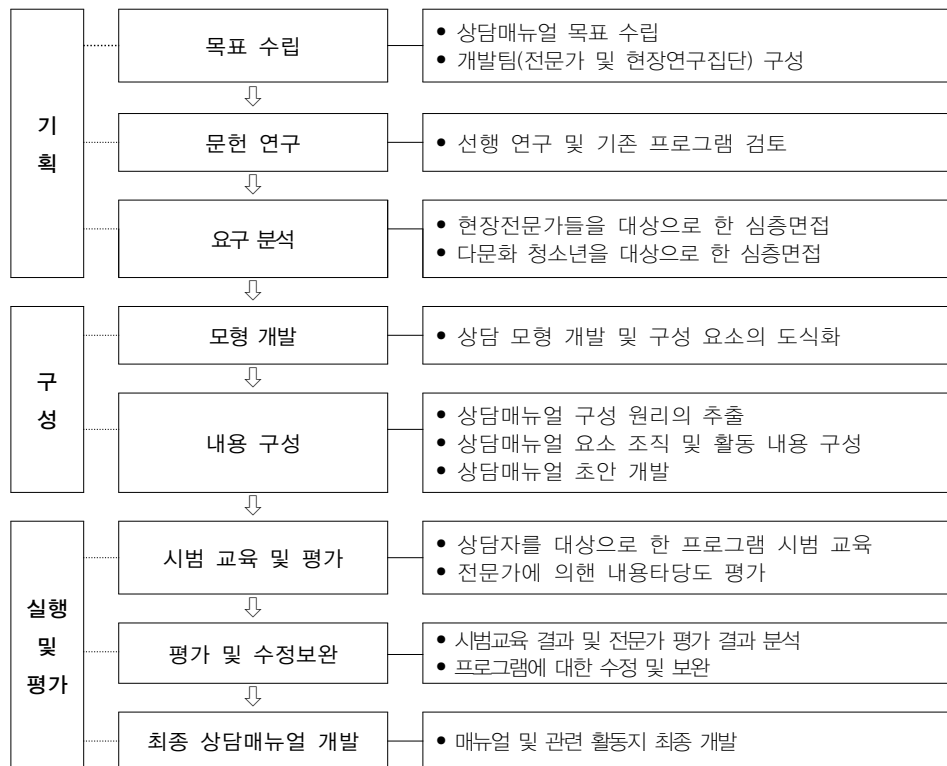 기
획
목표 수립
• 상담매뉴얼 목표 수립
• 개발팀(전문가 및 현장연구집단) 구성
문헌 연구
• 선행 연구 및 기존 프로그램 검토
요구 분석
• 현장전문가들을 대상으로 한 심층면접
• 다문화 청소년을 대상으로 한 심층면접
구
성
모형 개발
• 상담 모형 개발 및 구성 요소의 도식화
내용 구성
• 상담매뉴얼 구성 원리의 추출
• 상담매뉴얼 요소 조직 및 활동 내용 구성
• 상담매뉴얼 초안 개발
실행
및
평가
시범 교육 및 평가
• 상담자를 대상으로 한 프로그램 시범 교육
• 전문가에 의핸 내용타당도 평가
평가 및 수정보완
• 시범교육 결과 및 전문가 평가 결과 분석
• 프로그램에 대한 수정 및 보완
최종 상담매뉴얼 개발
• 매뉴얼 및 관련 활동지 최종 개발